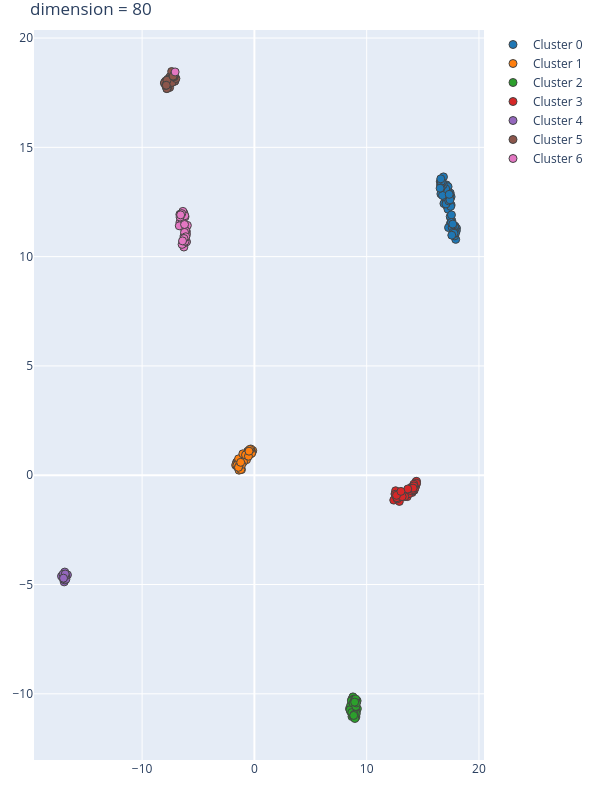 dimension = 80
20
15
10
5
0
−5
−10
−10
0
10
20
Cluster 0
Cluster 1
Cluster 2
Cluster 3
Cluster 4
Cluster 5
Cluster 6